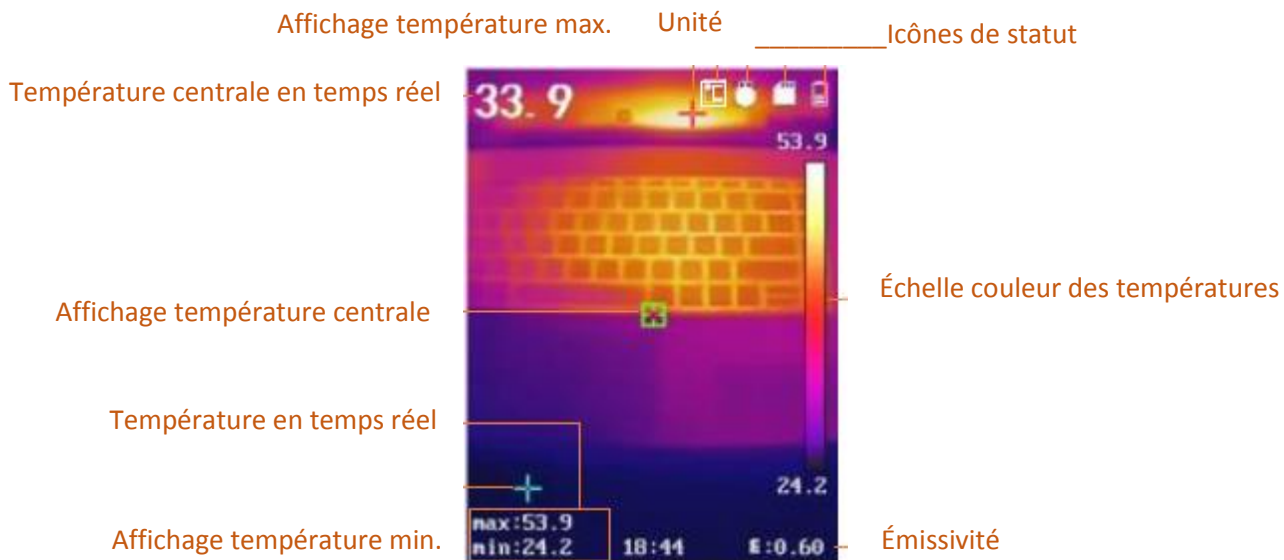 Affichage température max. Unité _________Icônes de statut
Température centrale en temps réel
33.9
53.9
Échelle couleur des températures
Affichage température centrale
Température en temps réel
24.2
max:53.9
Affichage température min.
min:24.2 18:44 E:0.60
Émissivité